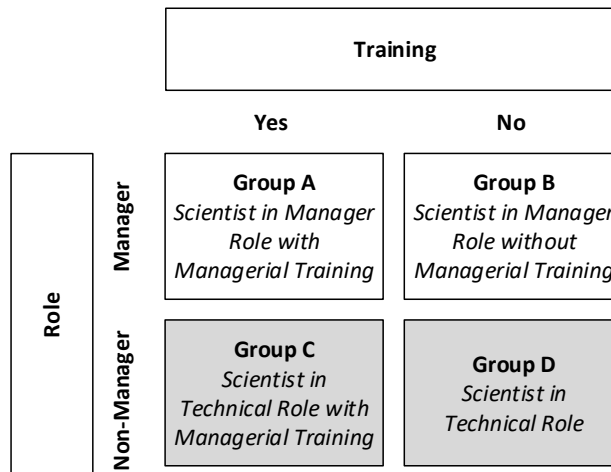 Training
Yes
No
Role
Manager
Group A
Scientist in Manager
Role with
Managerial Training
Group B
Scientist in Manager
Role without
Managerial Training
Non-Manager
Group C
Scientist in
Technical Role with
Managerial Training
Group D
Scientist in
Technical Role